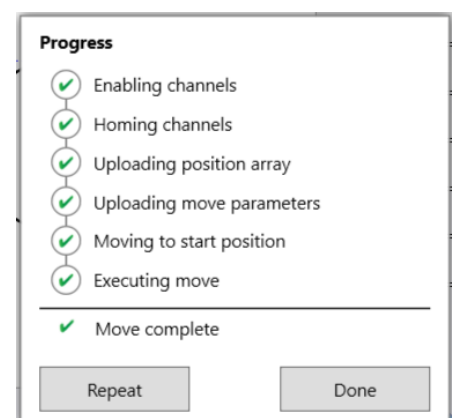 Progress
Enabling channels
Homing channels
Uploading position array
Uploading move parameters
Moving to start position
Executing move
Move complete
Repeat Done